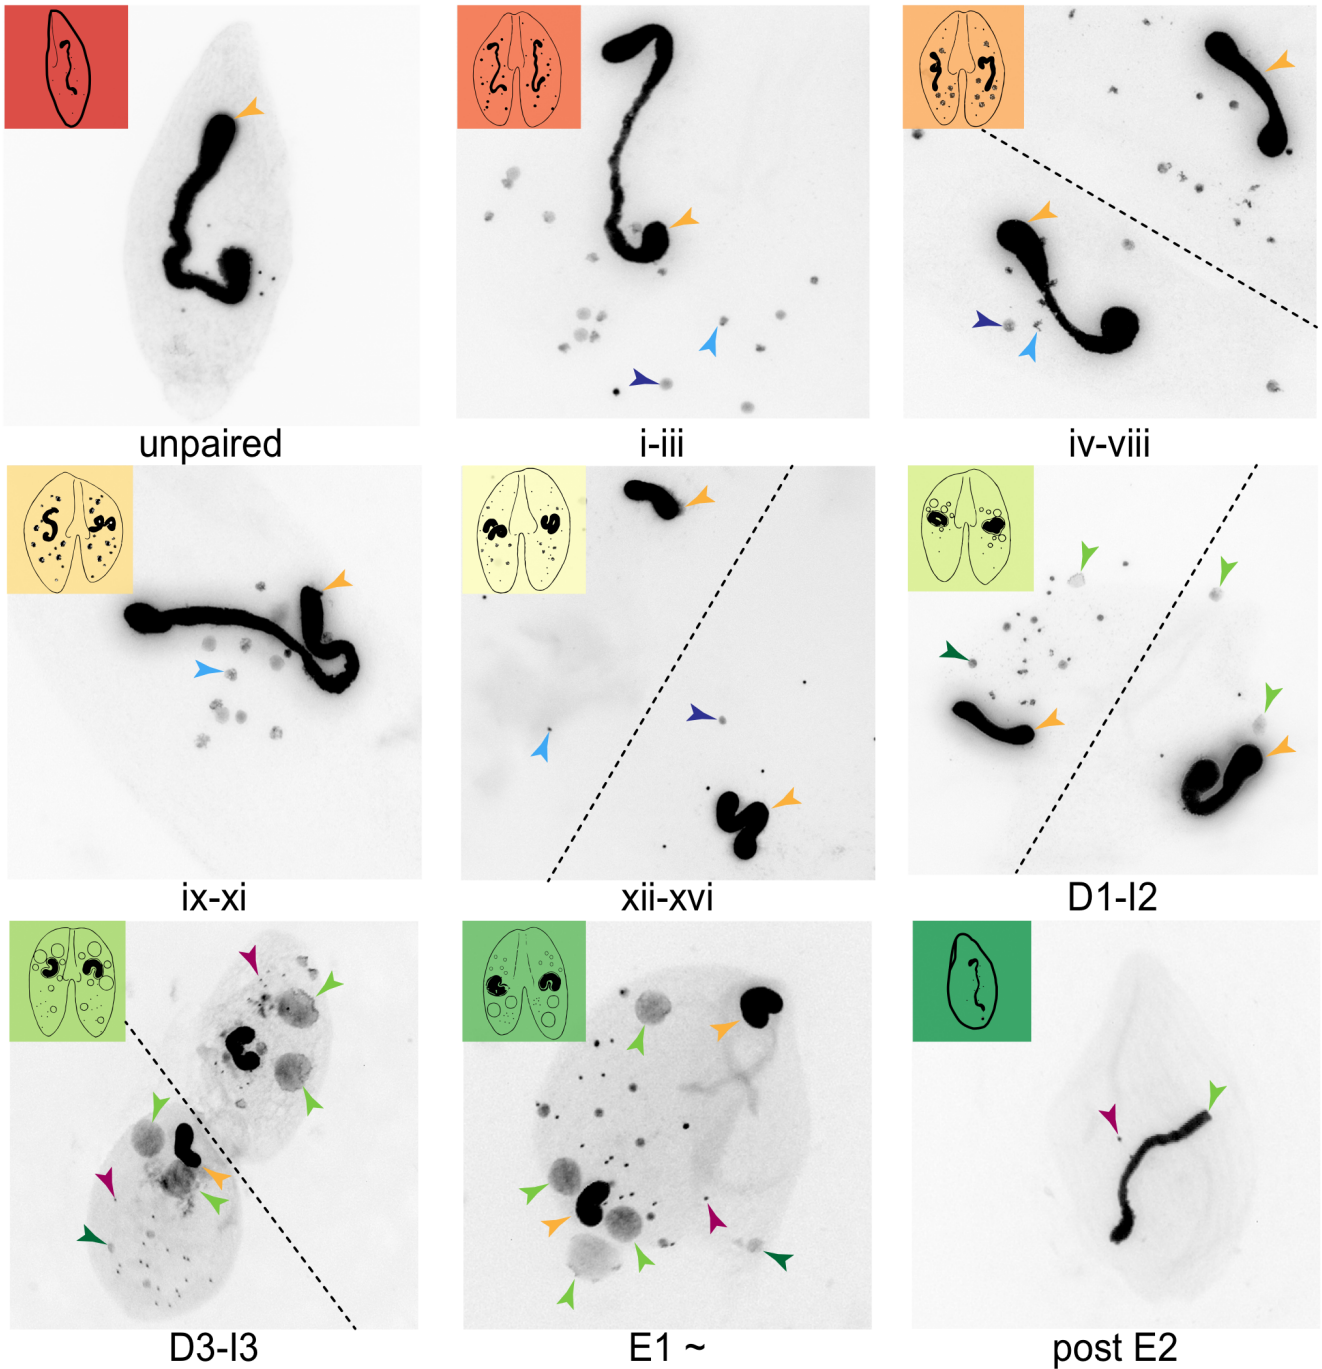 unpaired
i-iii
iv-viii
ix-xi
xii-xvi
D1-I2
D3-I3
E1 ~
post E2